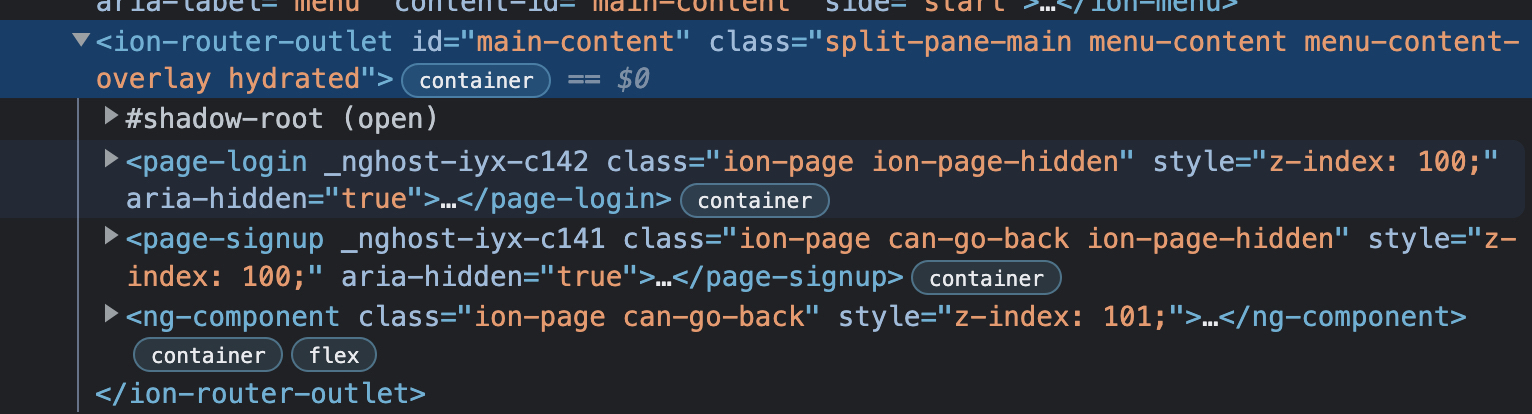 aria-label="menu" content-id="main-content" side="start">…</ion-menu>
<ion-router-outlet id="main-content" class="split-pane-main menu-content menu-content-
overlay hydrated"> container == $0
#shadow-root (open)
<page-login _nghost-iyx-c142 class="ion-page ion-page-hidden" style="z-index: 100;"
aria-hidden="true">…</page-login> container
<page-signup _nghost-iyx-c141 class="ion-page can-go-back ion-page-hidden" style="z-
index: 100;" aria-hidden="true">…</page-signup> container
<ng-component class="ion-page can-go-back" style="z-index: 101;">…</ng-component>
container flex
</ion-router-outlet>